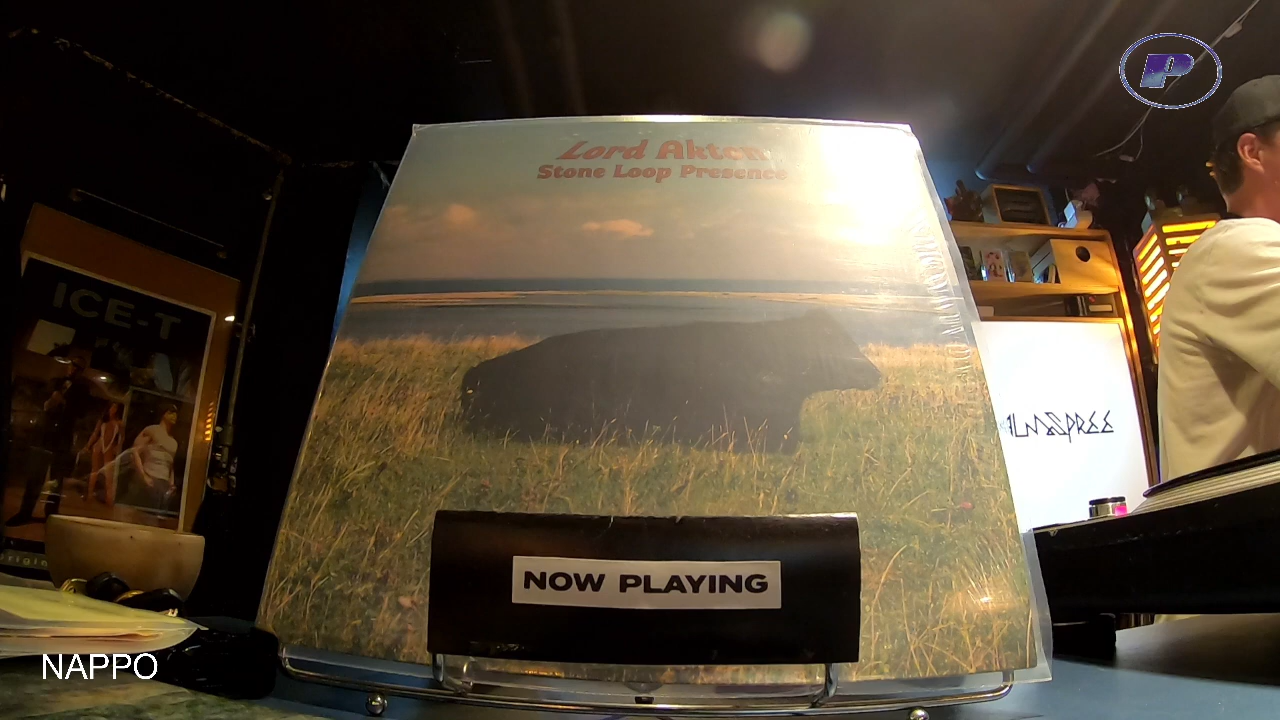 P
Lord Akton
Stone Loop Presence
ICE-T
NOW PLAYING
NAPPO